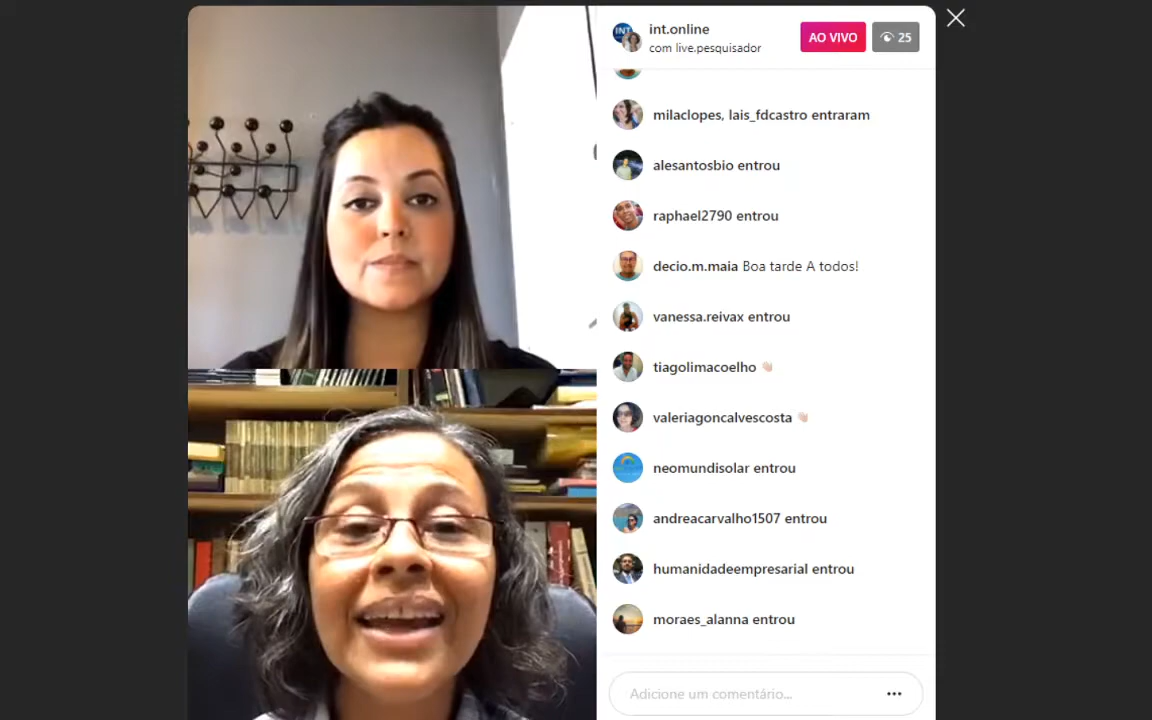 INT
int.online
com live.pesquisador
AO VIVO
25
milaclopes, lais_fdcastro entraram
alesantosbio entrou
raphael2790 entrou
decio.m.maia Boa tarde A todos!
vanessa.reivax entrou
tiagolimacoelho 👋🏻
valeriagoncalvescosta 👋🏻
neomundisolar entrou
andreacarvalho1507 entrou
humanidadeempresarial entrou
moraes_alanna entrou
Adicione um comentário...